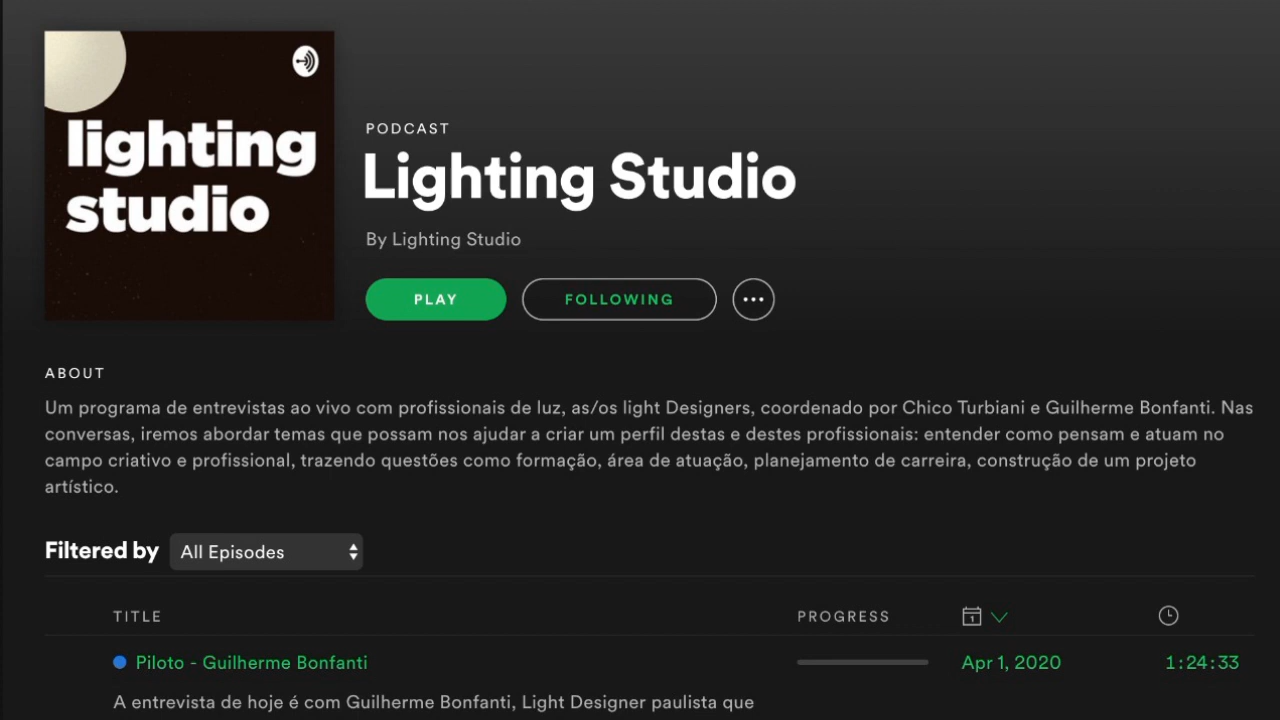 lighting
studio
PODCAST
Lighting Studio
By Lighting Studio
PLAY
FOLLOWING
ABOUT
Um programa de entrevistas ao vivo com profissionais de luz, as/os light Designers, coordenado por Chico Turbiani e Guilherme Bonfanti. Nas
conversas, iremos abordar temas que possam nos ajudar a criar um perfil destas e destes profissionais: entender como pensam e atuam no
campo criativo e profissional, trazendo questões como formação, área de atuação, planejamento de carreira, construção de um projeto
artístico.
Filtered by All Episodes
TITLE PROGRESS 1
Piloto - Guilherme Bonfanti Apr 1, 2020 1:24:33
A entrevista de hoje é com Guilherme Bonfanti, Light Designer paulista que